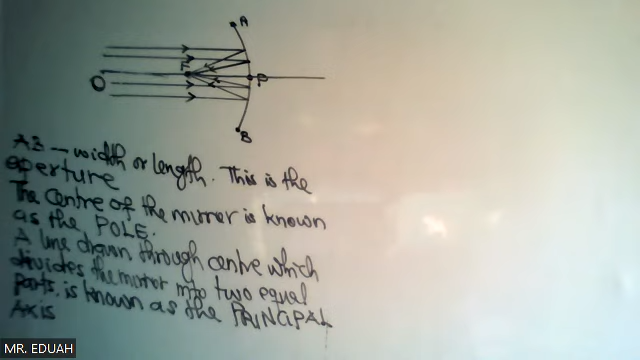 A
F
O
P
B
AB - width or length. This is the
aperture
The centre of the mirror is known
as the POLE.
A line drawn through centre which
divides the mirror into two equal
parts is known as the PRINCIPAL
AXIS
MR. EDUAH